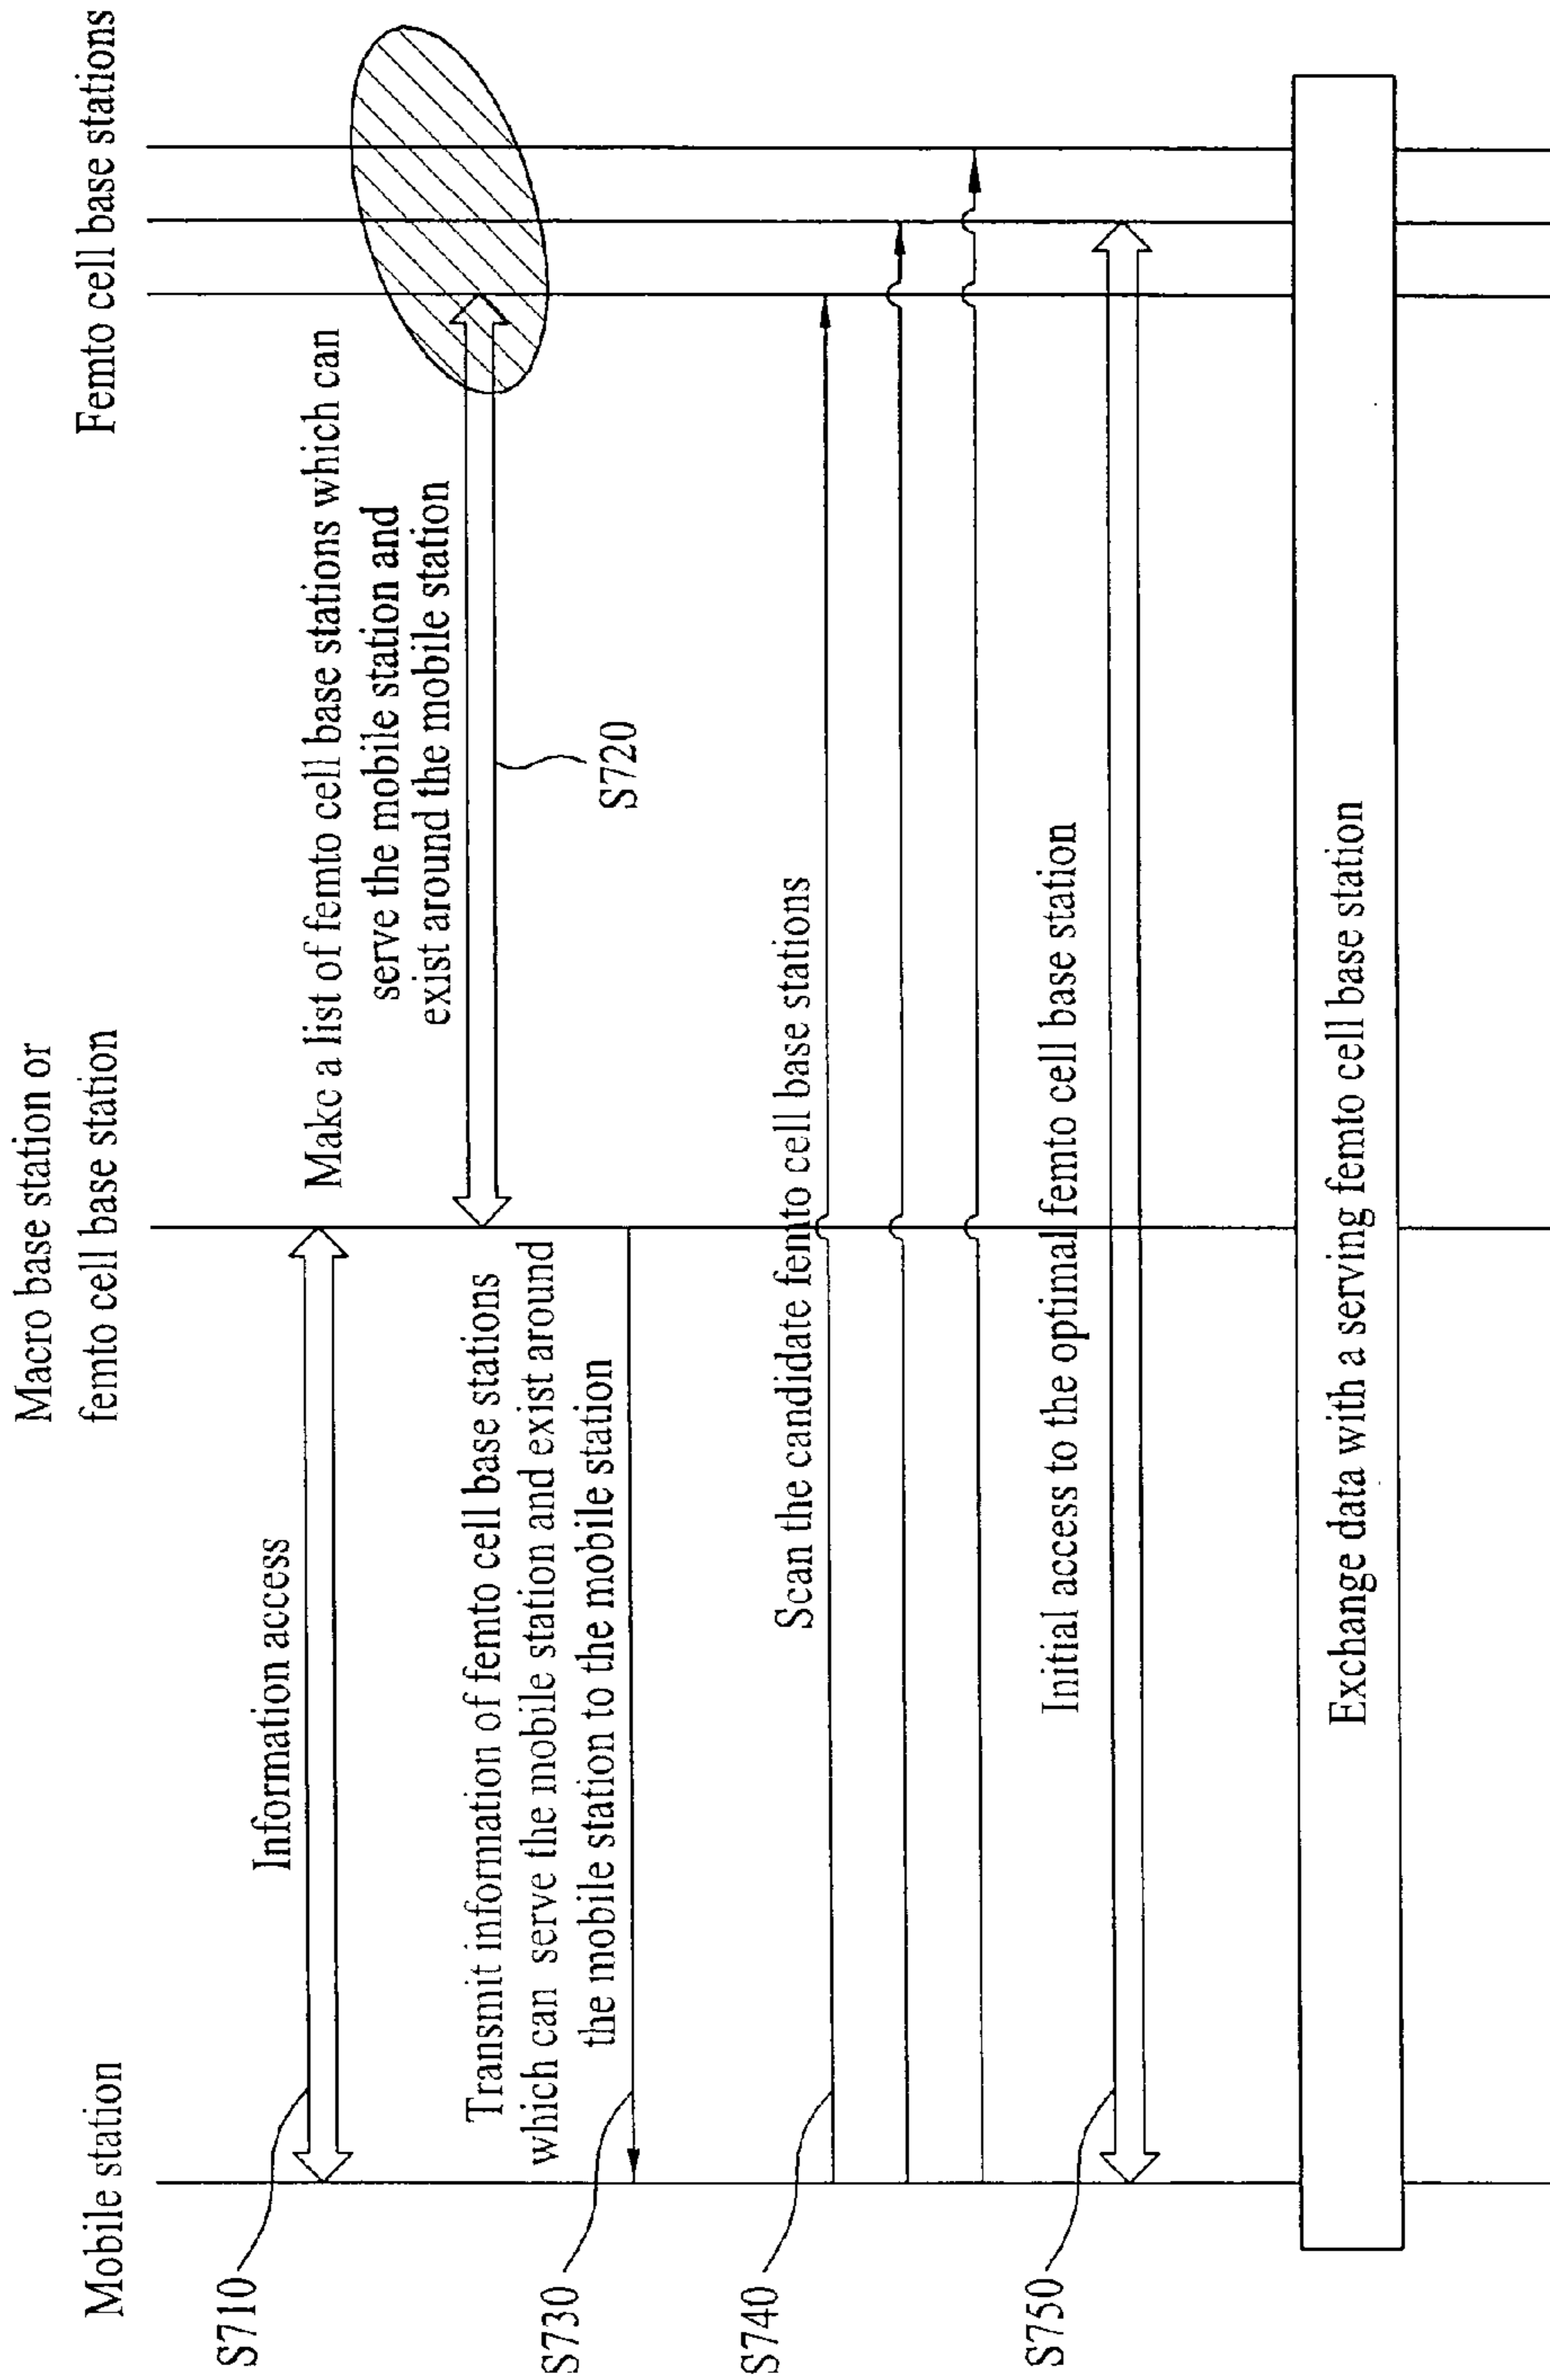 Mobile station
Macro base station or
femto cell base station
Femto cell base stations
S710
Information access
Make a list of femto cell base stations which can
serve the mobile station and
exist around the mobile station
S720
Transmit information of femto cell base stations
which can serve the mobile station and exist around
the mobile station to the mobile station
S730
S740
Scan the candidate femto cell base stations
S750
Initial access to the optimal femto cell base station
Exchange data with a serving femto cell base station